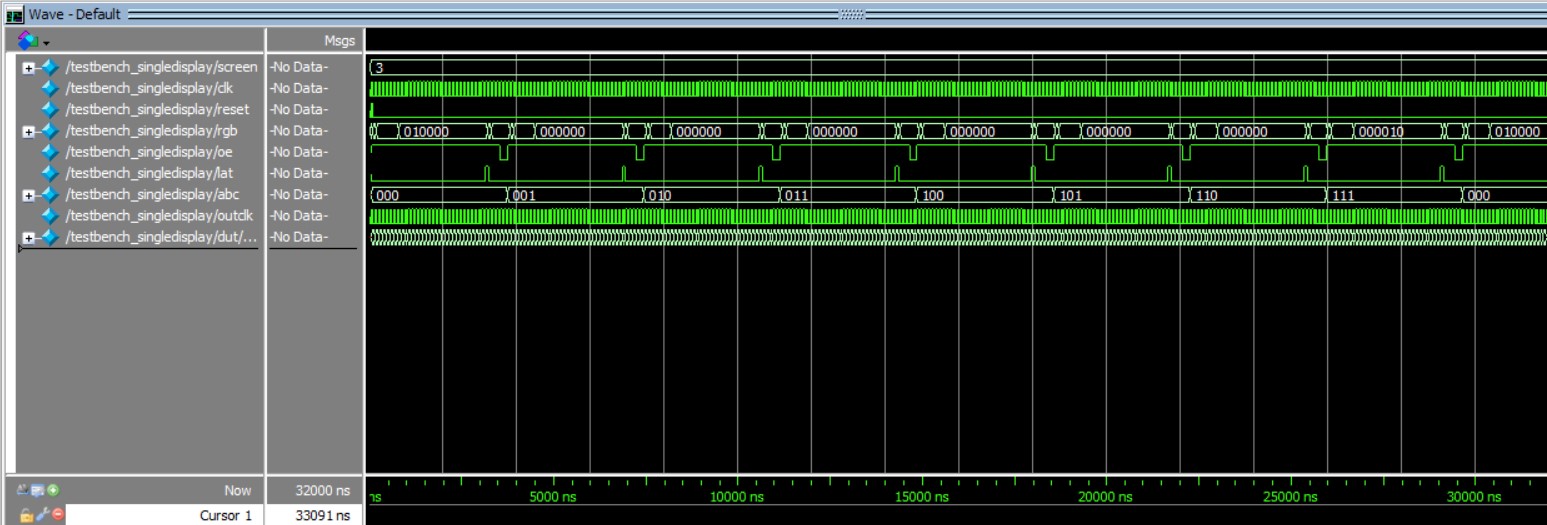 Wave - Default
Msgs
/testbench_singledisplay/screen -No Data- 3
/testbench_singledisplay/clk -No Data-
/testbench_singledisplay/reset -No Data-
/testbench_singledisplay/rgb -No Data- 010000 000000 000000 000000 000000 000000 000000 000010 010000
/testbench_singledisplay/oe -No Data-
/testbench_singledisplay/lat -No Data-
/testbench_singledisplay/abc -No Data- 000 001 010 011 100 101 110 111 000
/testbench_singledisplay/outclk -No Data-
/testbench_singledisplay/dut/... -No Data-
Now 32000 ns ns 5000 ns 10000 ns 15000 ns 20000 ns 25000 ns 30000 ns
Cursor 1 33091 ns